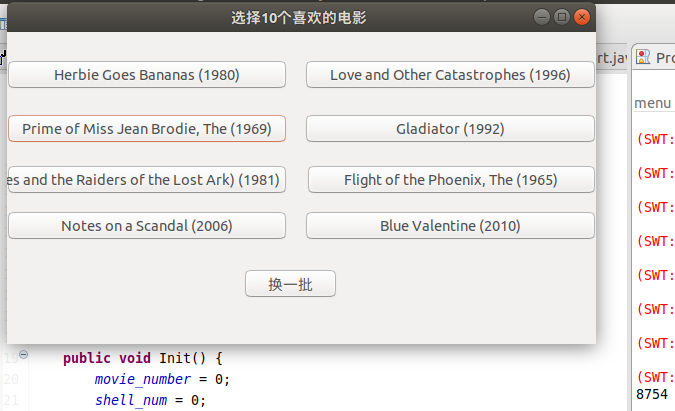 选择10个喜欢的电影
Herbie Goes Bananas (1980)
Love and Other Catastrophes (1996)
rt.jav
Pro
menu
Prime of Miss Jean Brodie, The (1969)
Gladiator (1992)
es and the Raiders of the Lost Ark) (1981)
Flight of the Phoenix, The (1965)
Notes on a Scandal (2006)
Blue Valentine (2010)
换一批
(SWT:
(SWT:
(SWT:
(SWT:
(SWT:
(SWT:
(SWT:
(SWT:
8754
19 public void Init() {
20 movie_number = 0;
21 shell_num = 0;